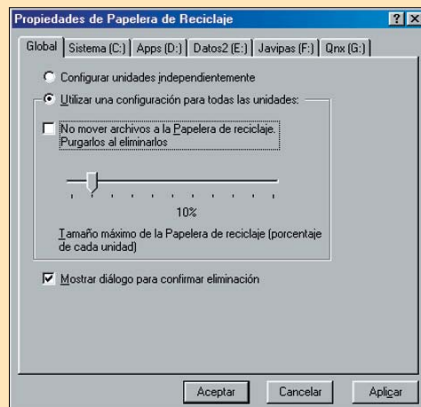 Propiedades de Papelera de Reciclaje
Global
Sistema (C:)
Apps (D:)
Datos2 (E:)
Javipas (F:)
Qnx (G:)
Configurar unidades independientemente
Utilizar una configuración para todas las unidades:
No mover archivos a la Papelera de reciclaje.
Purgarlos al eliminarlos
10%
Tamaño máximo de la Papelera de reciclaje (porcentaje
de cada unidad)
Mostrar diálogo para confirmar eliminación
Aceptar
Cancelar
Aplicar